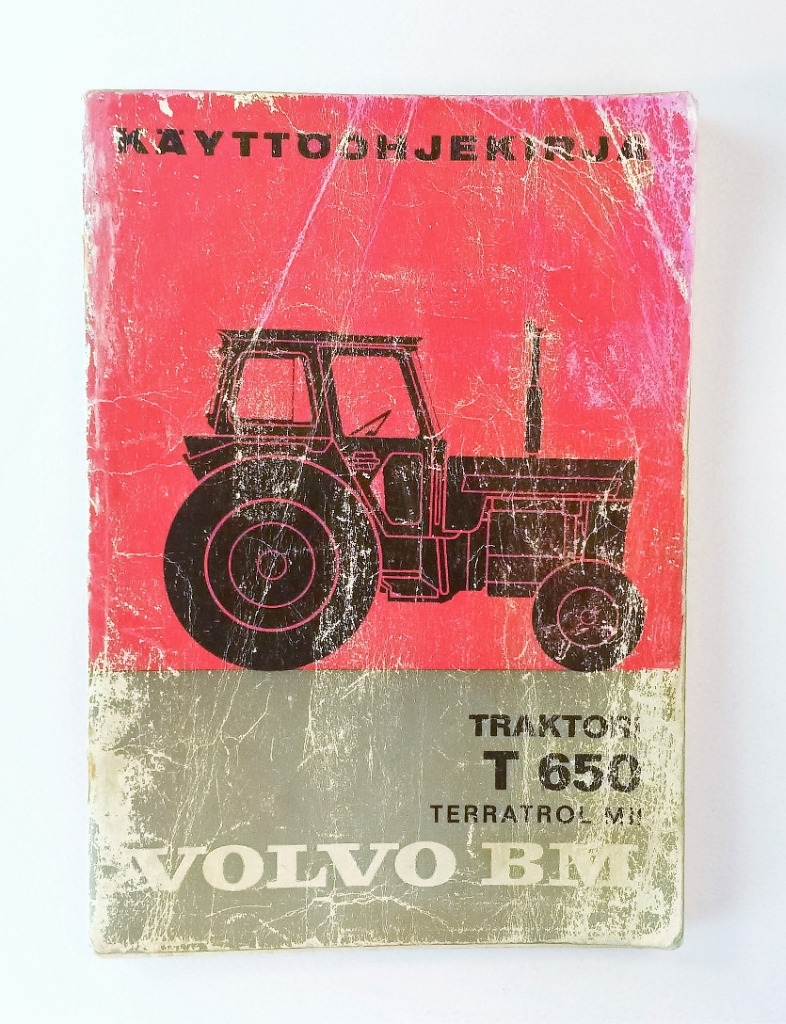 KÄYTTÖOHJEKIRJA
TRAKTORI
T 650
TERRATROL MII
VOLVO BM